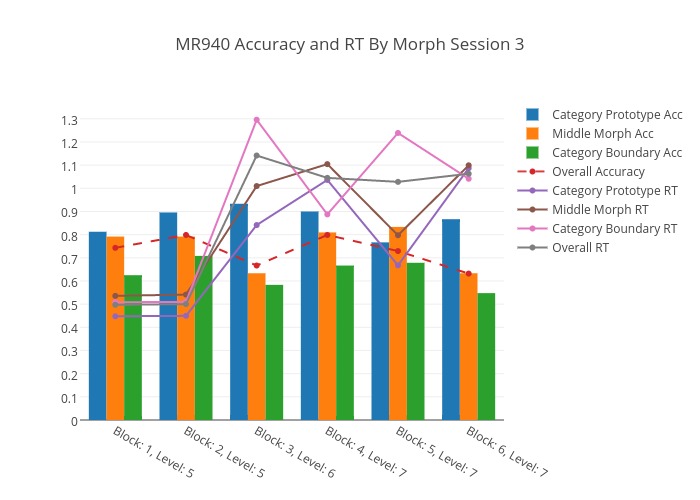 MR940 Accuracy and RT By Morph Session 3
1.3
1.2
1.1
1
0.9
0.8
0.7
0.6
0.5
0.4
0.3
0.2
0.1
0
Block: 1, Level: 5
Block: 2, Level: 5
Block: 3, Level: 6
Block: 4, Level: 7
Block: 5, Level: 7
Block: 6, Level: 7
Category Prototype Acc
Middle Morph Acc
Category Boundary Acc
Overall Accuracy
Category Prototype RT
Middle Morph RT
Category Boundary RT
Overall RT